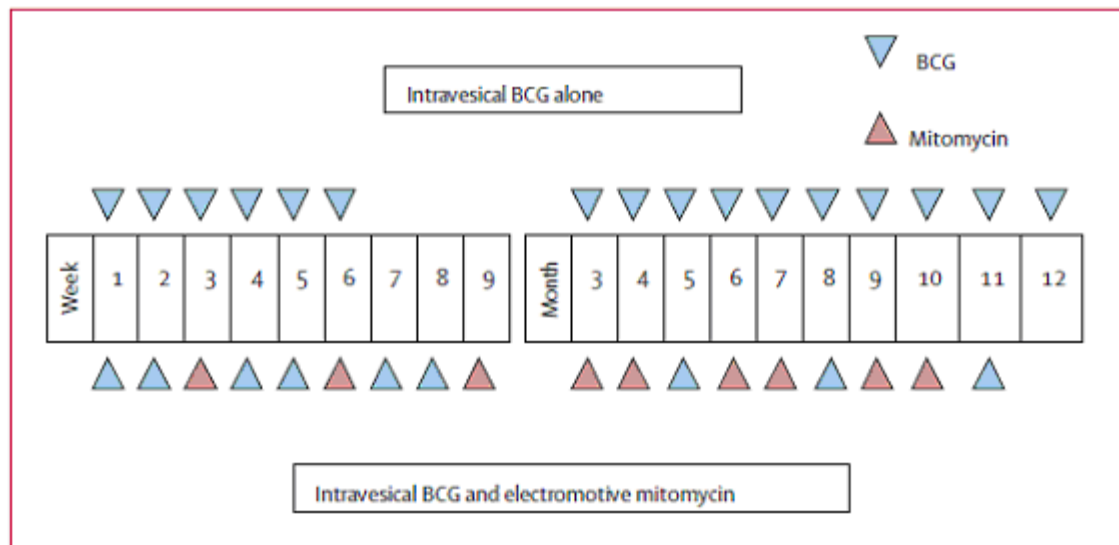 BCG
Intravesical BCG alone
Mitomycin
Week 1 2 3 4 5 6 7 8 9 Month 3 4 5 6 7 8 9 10 11 12
Intravesical BCG and electromotive mitomycin